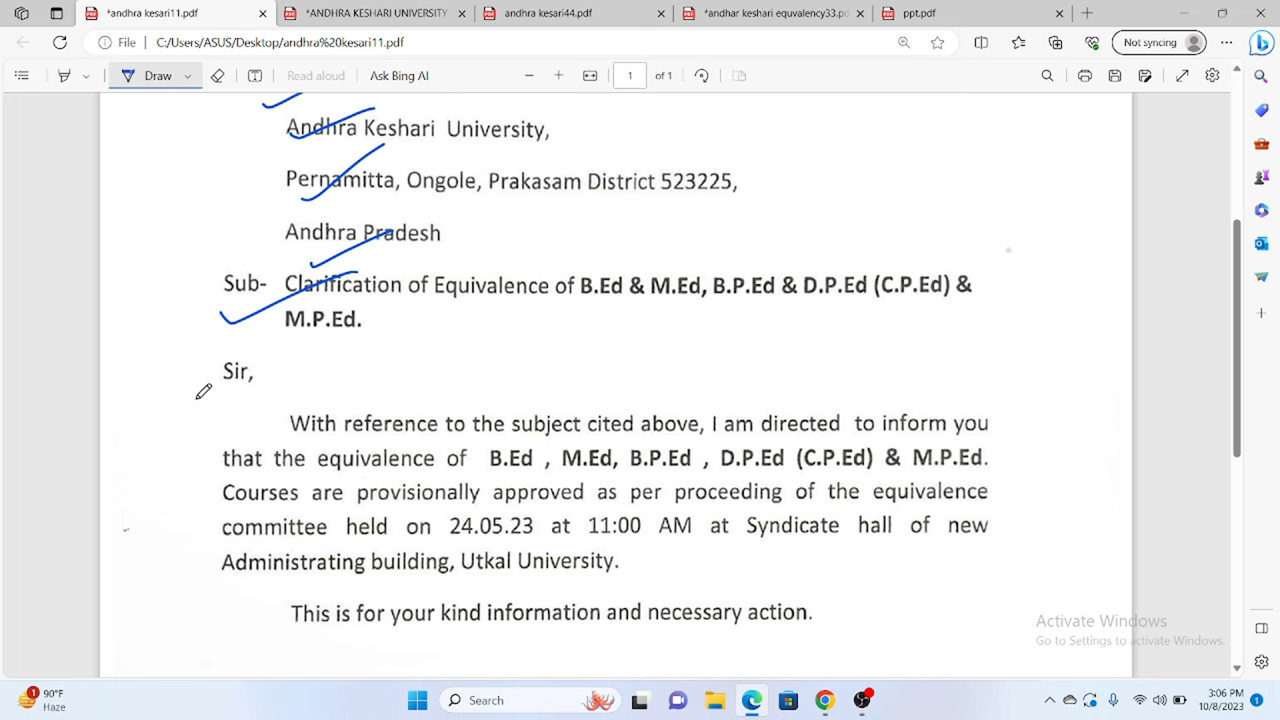 *andhra kesari11.pdf
*ANDHRA KESHARI UNIVERSITY
andhra kesari44.pdf
*andhar keshari equivalency33.pd
ppt.pdf
File
C:/Users/ASUS/Desktop/andhra%20kesari11.pdf
Not syncing
Draw
Read aloud
Ask Bing AI
1
of 1
Andhra Keshari University,
Pernamitta, Ongole, Prakasam District 523225,
Andhra Pradesh
Sub- Clarification of Equivalence of B.Ed & M.Ed, B.P.Ed & D.P.Ed (C.P.Ed) &
M.P.Ed.
Sir,
With reference to the subject cited above, I am directed to inform you
that the equivalence of B.Ed , M.Ed, B.P.Ed , D.P.Ed (C.P.Ed) & M.P.Ed.
Courses are provisionally approved as per proceeding of the equivalence
committee held on 24.05.23 at 11:00 AM at Syndicate hall of new
Administrating building, Utkal University.
This is for your kind information and necessary action.
Activate Windows
Go to Settings to activate Windows.
1
90°F
Haze
Search
3:06 PM
10/8/2023
1